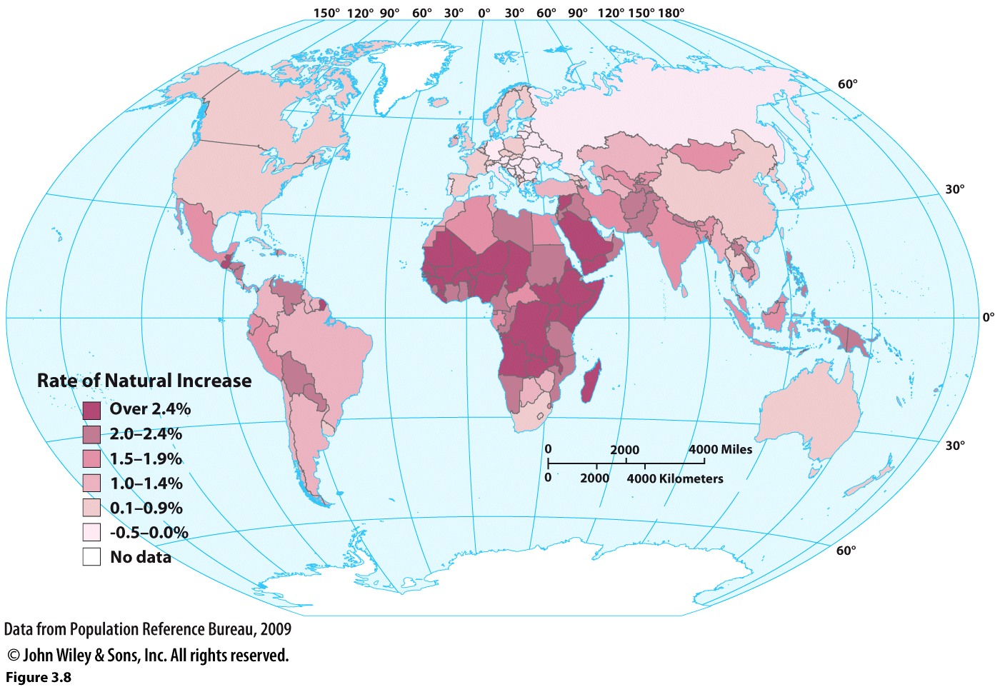 150° 120° 90° 60° 30° 0° 30° 60° 90° 120° 150° 180°
60°
30°
0°
Rate of Natural Increase
Over 2.4%
2.0–2.4%
1.5–1.9%
1.0–1.4%
0.1–0.9%
-0.5–0.0%
No data
30°
0 2000 4000 Miles
0 2000 4000 Kilometers
60°
Data from Population Reference Bureau, 2009
© John Wiley & Sons, Inc. All rights reserved.
Figure 3.8